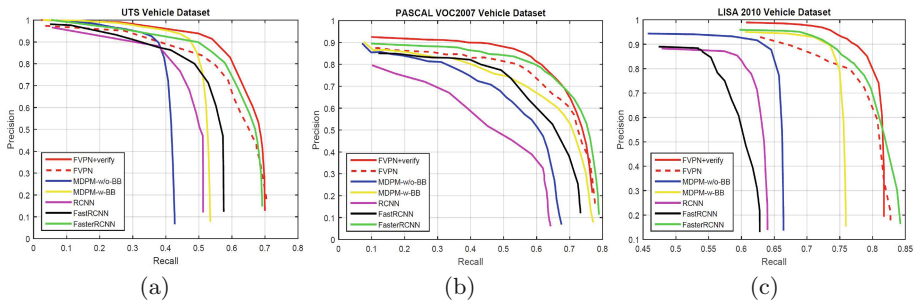 UTS Vehicle Dataset
Precision
1
0.9
0.8
0.7
0.6
0.5
0.4
0.3
0.2
0.1
0
FVPN+verify
FVPN
MDPM-w/o-BB
MDPM-w-BB
RCNN
FastRCNN
FasterRCNN
0 0.1 0.2 0.3 0.4 0.5 0.6 0.7 0.8
Recall
(a)
PASCAL VOC2007 Vehicle Dataset
Precision
1
0.9
0.8
0.7
0.6
0.5
0.4
0.3
0.2
0.1
0
FVPN+verify
FVPN
MDPM-w/o-BB
MDPM-w-BB
RCNN
FastRCNN
FasterRCNN
0 0.1 0.2 0.3 0.4 0.5 0.6 0.7 0.8
Recall
(b)
LISA 2010 Vehicle Dataset
Precision
1
0.9
0.8
0.7
0.6
0.5
0.4
0.3
0.2
0.1
FVPN+verify
FVPN
MDPM-w/o-BB
MDPM-w-BB
RCNN
FastRCNN
FasterRCNN
0.45 0.5 0.55 0.6 0.65 0.7 0.75 0.8 0.85
Recall
(c)